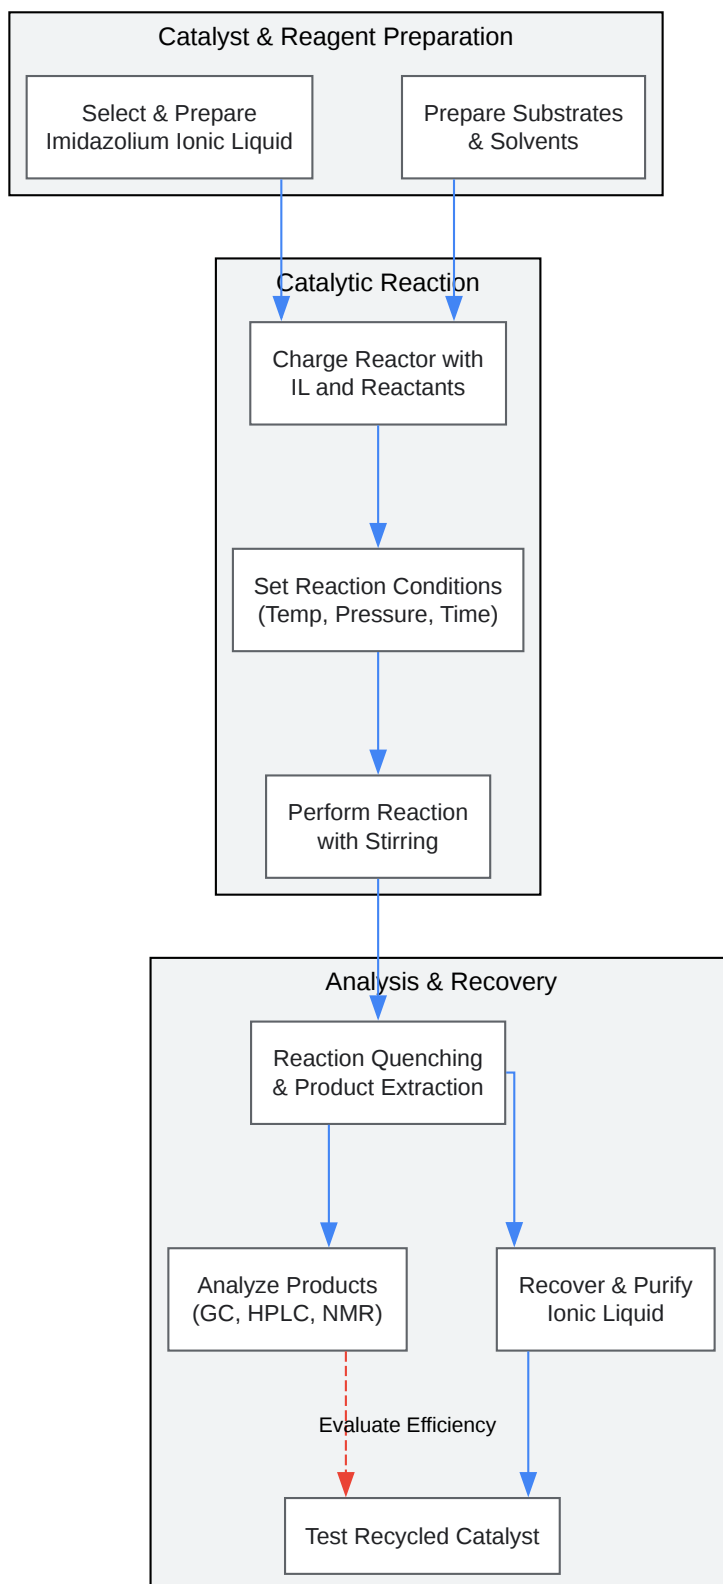 Catalyst & Reagent Preparation
Select & Prepare
Imidazolium Ionic Liquid
Prepare Substrates
& Solvents
Catalytic Reaction
Charge Reactor with
IL and Reactants
Set Reaction Conditions
(Temp, Pressure, Time)
Perform Reaction
with Stirring
Analysis & Recovery
Reaction Quenching
& Product Extraction
Analyze Products
(GC, HPLC, NMR)
Recover & Purify
Ionic Liquid
Evaluate Efficiency
Test Recycled Catalyst